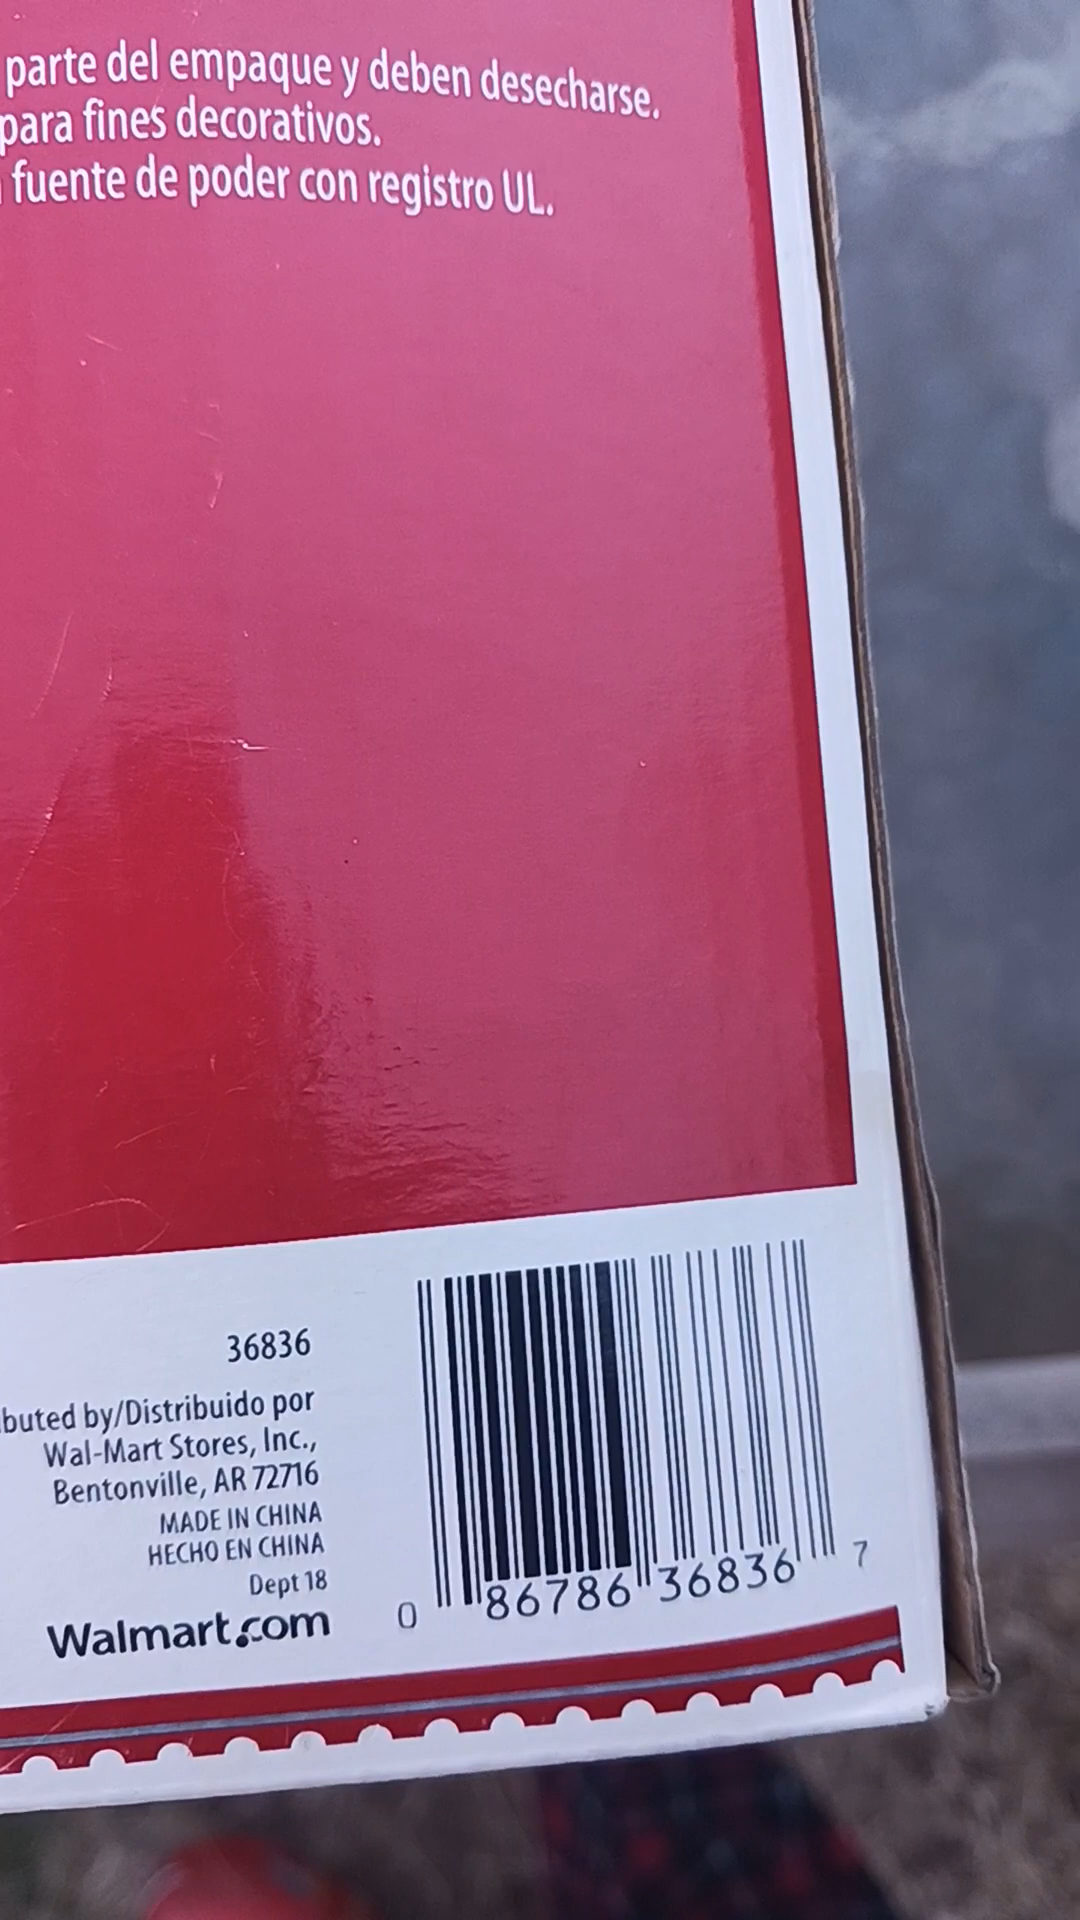 parte del empaque y deben desecharse.
para fines decorativos.
fuente de poder con registro UL.
36836
buted by/Distribuido por
Wal-Mart Stores, Inc.,
Bentonville, AR 72716
MADE IN CHINA
HECHO EN CHINA
Dept 18
Walmart.com
0 86786 36836 7